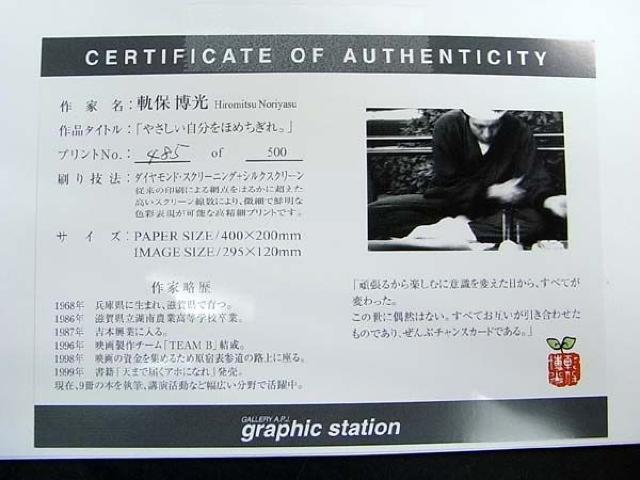 CERTIFICATE OF AUTHENTICITY
作家名：軌保博光 Hiromitsu Noriyasu
作品タイトル：「やさしい自分をほめちぎれ。」
プリントNo.： 485 of 500
刷り技法：ダイヤモンド・スクリーニング+シルクスクリーン
従来の印刷による網点をはるかに超えた
高いスクリーン線数により、微細で鮮明な
色彩表現が可能な高精細プリントです。
サイズ：PAPER SIZE/400×200mm
IMAGE SIZE/295×120mm
作家略歴
1968年 兵庫県に生まれ、滋賀県で育つ。
1986年 滋賀県立湖南農業高等学校卒業。
1987年 吉本興業に入る。
1996年 映画製作チーム「TEAM B」結成。
1998年 映画の資金を集めるため原宿表参道の路上に座る。
1999年 書籍「天まで届くアホになれ」発売。
現在、9冊の本を執筆、講演活動など幅広い分野で活躍中。
「頑張るから楽しむに意識を変えた日から、すべてが
変わった。
この世に偶然はない。すべてお互いが引き合わせた
ものであり、ぜんぶチャンスカードである。」
GALLERY A.P.J.
graphic station